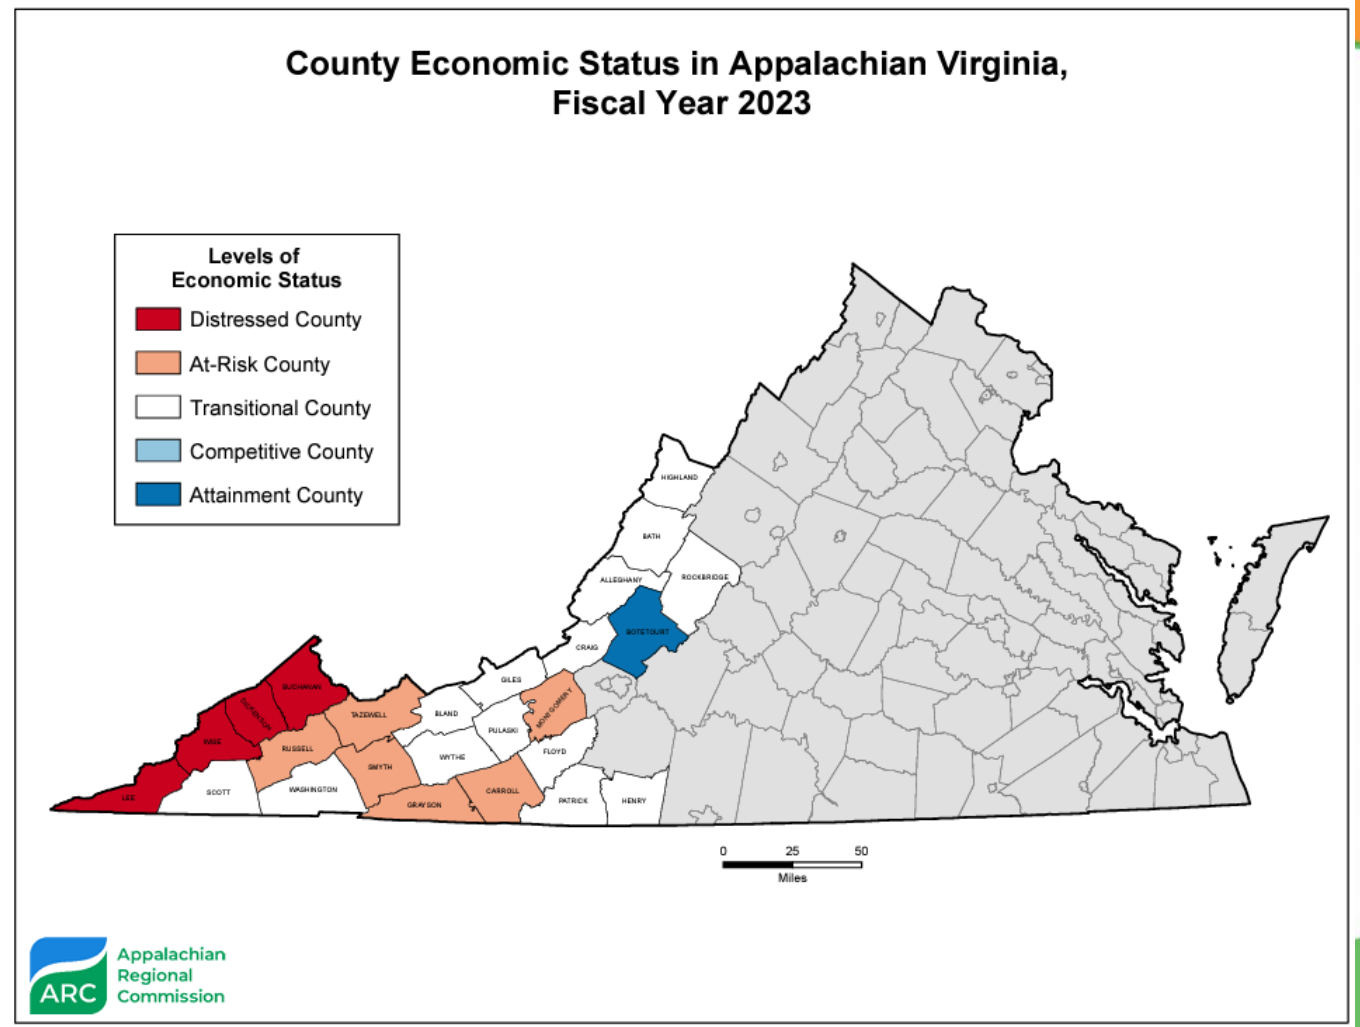 County Economic Status in Appalachian Virginia,
Fiscal Year 2023
Levels of
Economic Status
Distressed County
At-Risk County
Transitional County
Competitive County
Attainment County
HIGHLAND
BATH
ALLEGHANY
ROCKBRIDGE
BOTETOURT
CRAIG
GILES
BUCHANAN
DICKENSON
MONTGOMERY
TAZEWELL
BLAND
PULASKI
WISE
RUSSELL
FLOYD
WYTHE
SMYTH
SCOTT
WASHINGTON
CARROLL
LEE
GRAYSON
PATRICK
HENRY
0 25 50
Miles
ARC
Appalachian
Regional
Commission